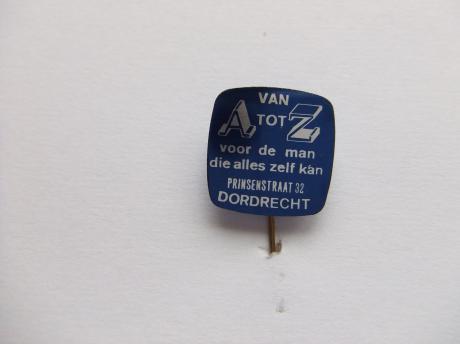 VAN
A TOT Z
voor de man
die alles zelf kan
PRINSENSTRAAT 32
DORDRECHT